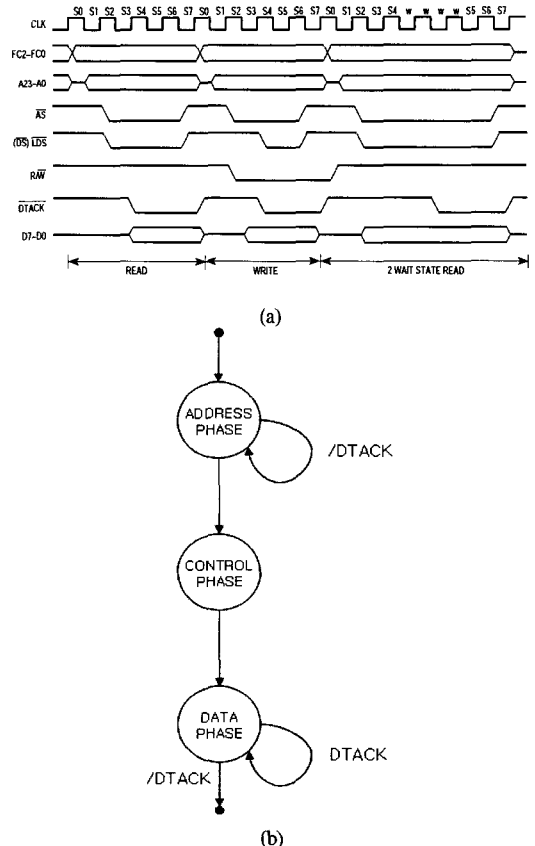 S0 S1 S2 S3 S4 S5 S6 S7 S0 S1 S2 S3 S4 S5 S6 S7 S0 S1 S2 S3 S4 w w w w S5 S6 S7
CLK
FC2-FC0
A23-A0
AS
(DS) LDS
R/W
DTACK
D7-D0
READ WRITE 2 WAIT STATE READ
(a)
ADDRESS
PHASE
/DTACK
CONTROL
PHASE
DATA
PHASE
DTACK
/DTACK
(b)